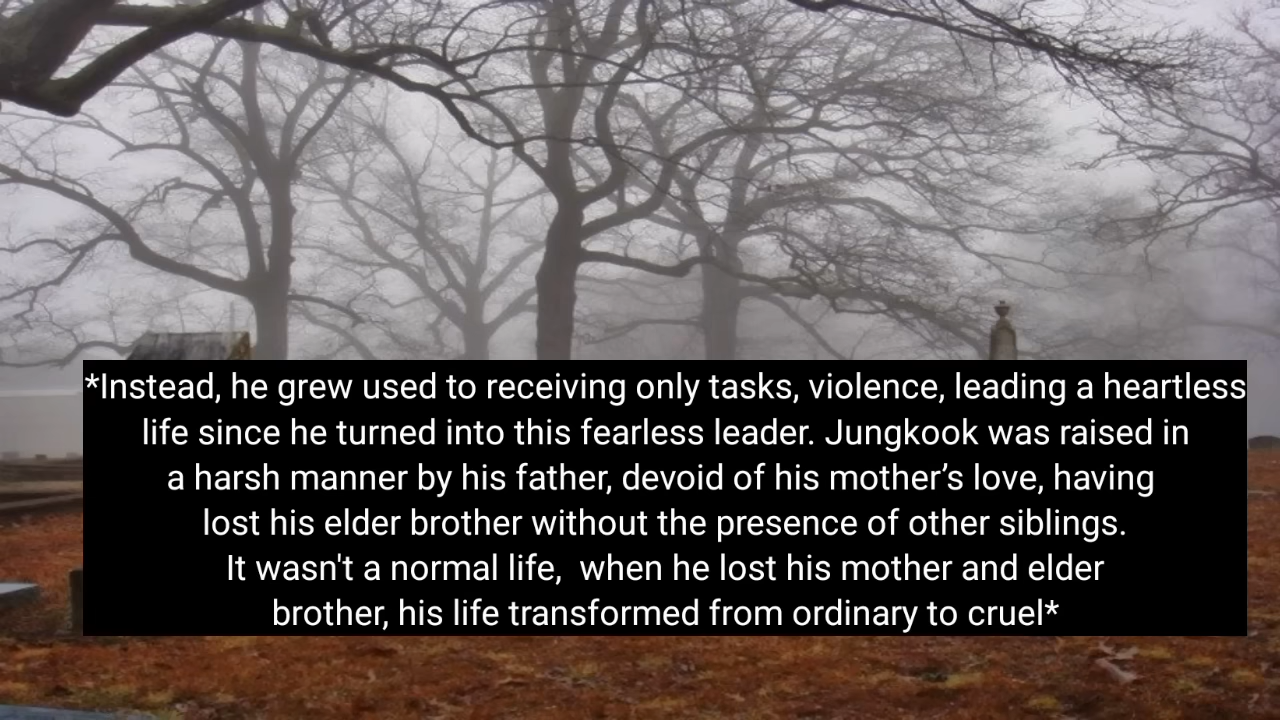 *Instead, he grew used to receiving only tasks, violence, leading a heartless
life since he turned into this fearless leader. Jungkook was raised in
a harsh manner by his father, devoid of his mother’s love, having
lost his elder brother without the presence of other siblings.
It wasn't a normal life,  when he lost his mother and elder
brother, his life transformed from ordinary to cruel*